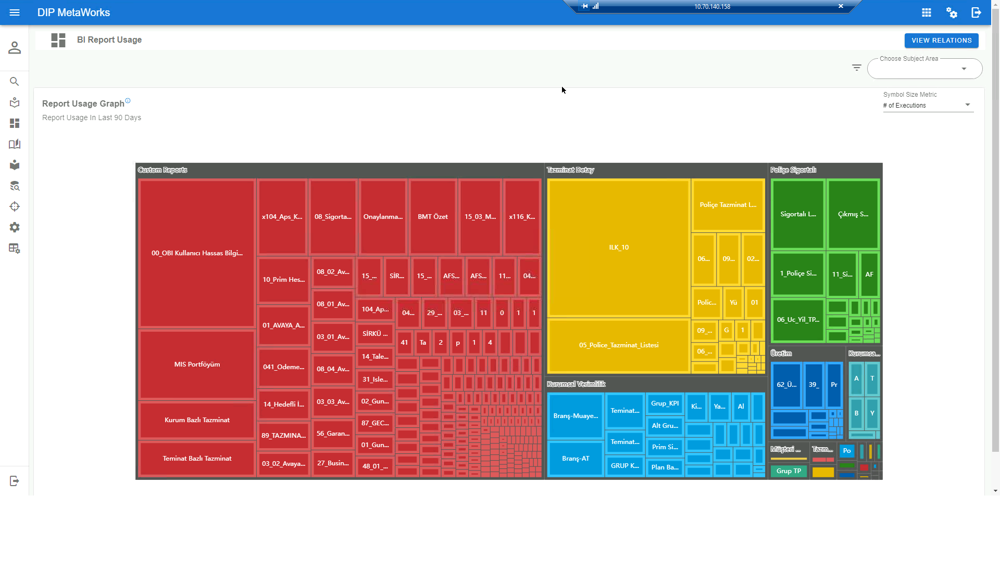 DIP MetaWorks
10.70.140.158
BI Report Usage
VIEW RELATIONS
Choose Subject Area
Report Usage Graph
Symbol Size Metric
# of Executions
Report Usage In Last 90 Days
Custom Reports
00_OBI Kullanıcı Hassas Bilgi...
MIS Portföyüm
Kurum Bazlı Tazminat
Teminat Bazlı Tazminat
x104_Aps_K...
08_Sigorta...
Onaylanma...
BMT Özet
15_03_M...
x116_K...
10_Prim Hes...
01_AVAYA_A...
041_Odeme...
14_Hedefli İ...
89_TAZMINA...
03_02_Avaya...
08_02_Av...
08_01_Av...
03_01_Av...
08_04_Av...
03_03_Av...
56_Garan...
27_Busin...
15_...
SİR...
15_...
AFS...
AFS...
11...
04...
104_Ap...
SİRKÜ ...
14_Tale...
31_Isle...
02_Gun...
87_GEC...
01_Gun...
48_01_...
04...
29_...
03_...
11
0
1
1
41
Ta
2
p
1
4
Tazminat Detay
ILK_10
05_Police_Tazminat_Listesi
Poliçe Tazminat L...
06...
09...
02...
Polic...
Yü
01
09_...
G
1
06_...
Kurumsal Verimlilik
Branş-Muaye...
Branş-AT
Teminat...
Teminat...
GRUP K...
Grup_KPI
Alt Gru...
Prim Si...
Plan Ba...
Ki...
Ya...
Al
Poliçe Sigortalı
Sigortalı L...
Çıkmış S...
1_Poliçe Si...
11_Si...
AF
06_Uc_Yil_TP...
Üretim
62_Ü...
39_
Pr
Kurumsa...
A
T
B
Y
Müşteri ...
Grup TP
Tazm...
Po